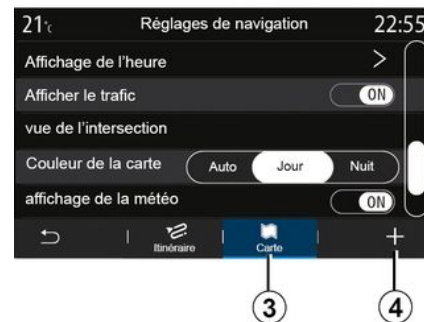 21°c Réglages de navigation 22:55
Affichage de l'heure >
Afficher le trafic ON
vue de l'intersection
Couleur de la carte Auto Jour Nuit
affichage de la météo ON
Itinéraire Carte +
3 4